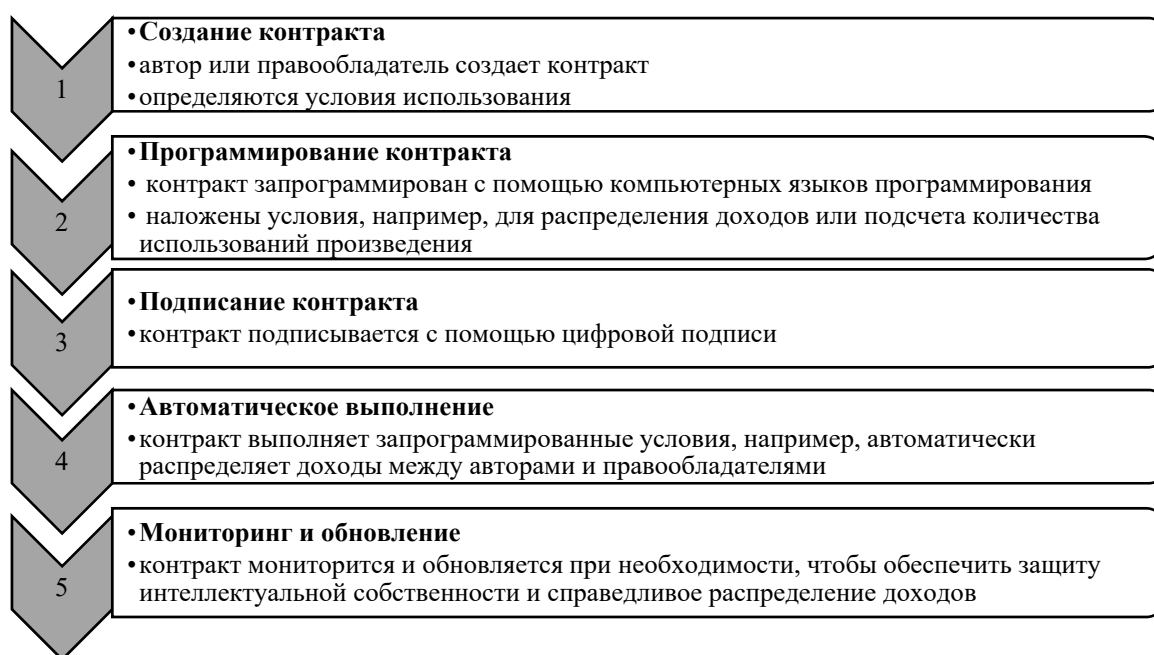 1
•Создание контракта
•автор или правообладатель создает контракт
•определяются условия использования
2
•Программирование контракта
• контракт запрограммирован с помощью компьютерных языков программирования
• наложены условия, например, для распределения доходов или подсчета количества
использований произведения
3
•Подписание контракта
•контракт подписывается с помощью цифровой подписи
4
•Автоматическое выполнение
•контракт выполняет запрограммированные условия, например, автоматически
распределяет доходы между авторами и правообладателями
5
•Мониторинг и обновление
•контракт мониторится и обновляется при необходимости, чтобы обеспечить защиту
интеллектуальной собственности и справедливое распределение доходов